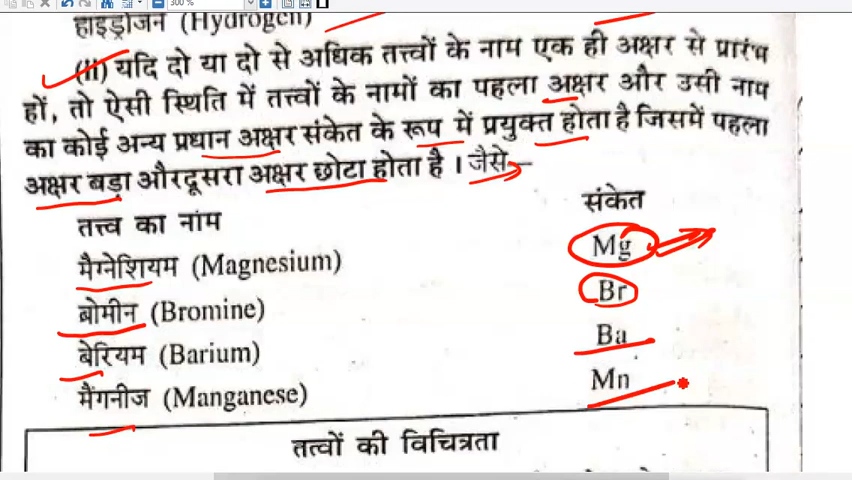 300 %
हाइड्रोजन (Hydrogen)
(ii) यदि दो या दो से अधिक तत्त्वों के नाम एक ही अक्षर से प्रारंभ
हों, तो ऐसी स्थिति में तत्त्वों के नामों का पहला अक्षर और उसी नाम
का कोई अन्य प्रधान अक्षर संकेत के रूप में प्रयुक्त होता है जिसमें पहला
अक्षर बड़ा और दूसरा अक्षर छोटा होता है । जैसे –
तत्त्व का नाम संकेत
मैग्नेशियम (Magnesium) Mg
बोमीन (Bromine) Br
बेरियम (Barium) Ba
मैंगनीज (Manganese) Mn
तत्वों की विचित्रता